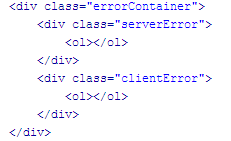 <div class="errorContainer">
    <div class="serverError">
        <ol></ol>
    </div>
    <div class="clientError">
        <ol></ol>
    </div>
</div>